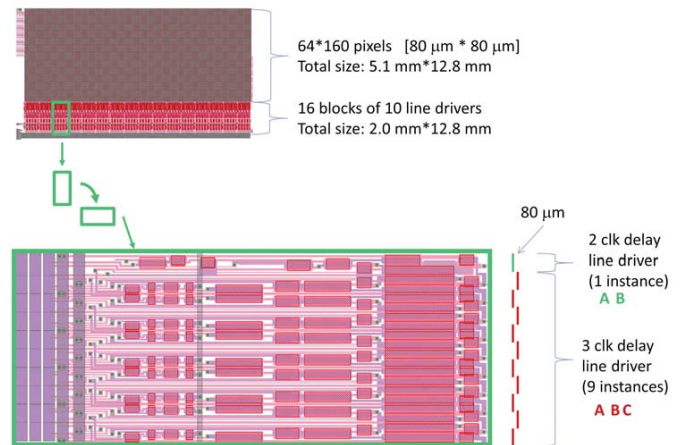 64*160 pixels [80 μm * 80 μm]
Total size: 5.1 mm*12.8 mm
16 blocks of 10 line drivers
Total size: 2.0 mm*12.8 mm
80 μm
2 clk delay
line driver
(1 instance)
A B
3 clk delay
line driver
(9 instances)
A B C